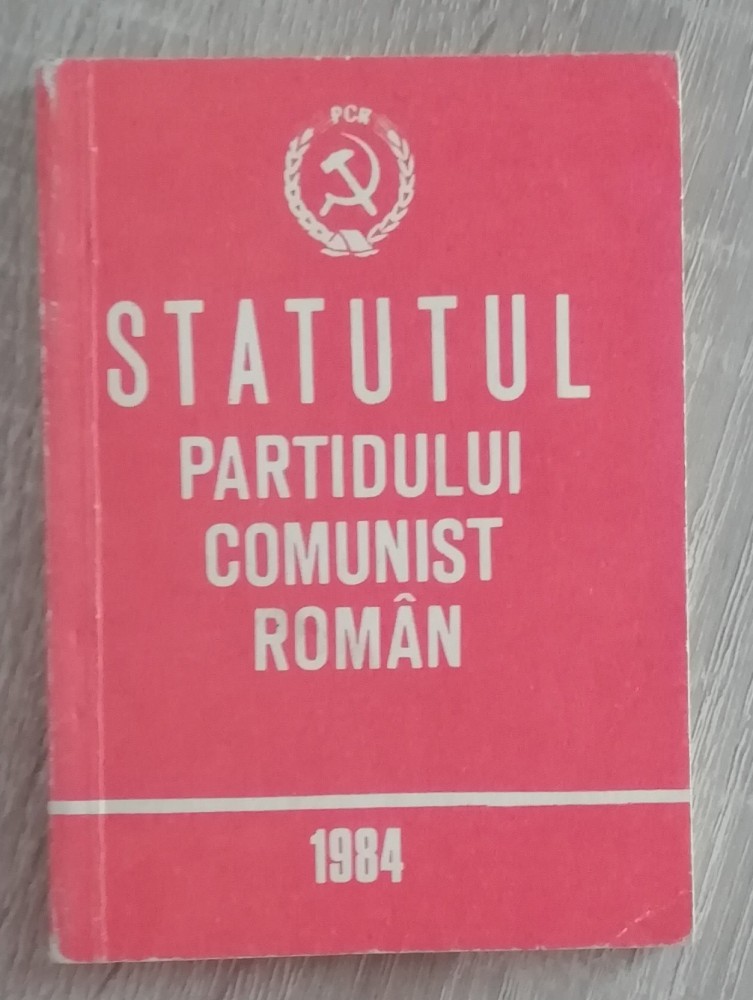 PCR
STATUTUL
PARTIDULUI
COMUNIST
ROMÂN
1984